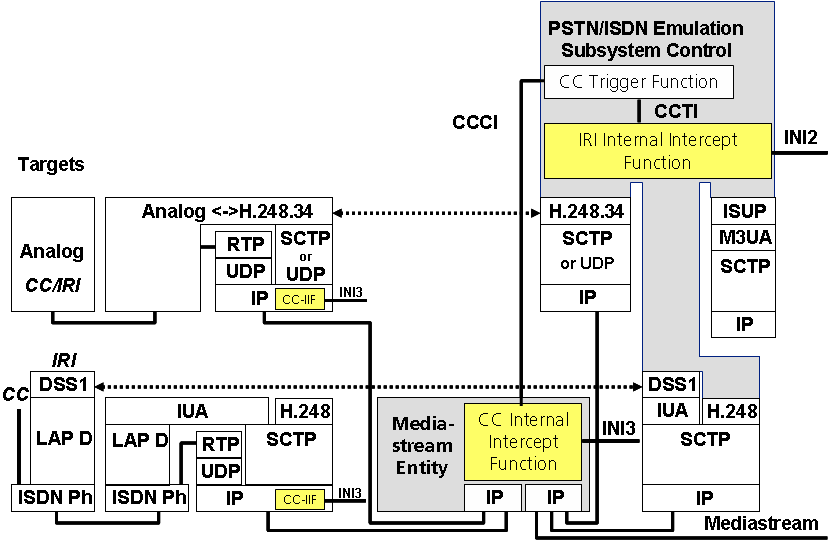 PSTN/ISDN Emulation
Subsystem Control
CC Trigger Function
CCCI
CCTI
IRI Internal Intercept
Function
INI2
Targets
Analog <->H.248.34
H.248.34
ISUP
M3UA
SCTP
IP
Analog
CC/IRI
RTP
UDP
SCTP
or
UDP
IP
CC-IIF
INI3
SCTP
or UDP
IP
IRI
CC
DSS1
LAP D
ISDN Ph
IUA
H.248
LAP D
RTP
UDP
SCTP
ISDN Ph
IP
CC-IIF
INI3
Media-
stream
Entity
CC Internal
Intercept
Function
INI3
IP
IP
DSS1
IUA
H.248
SCTP
IP
Mediastream